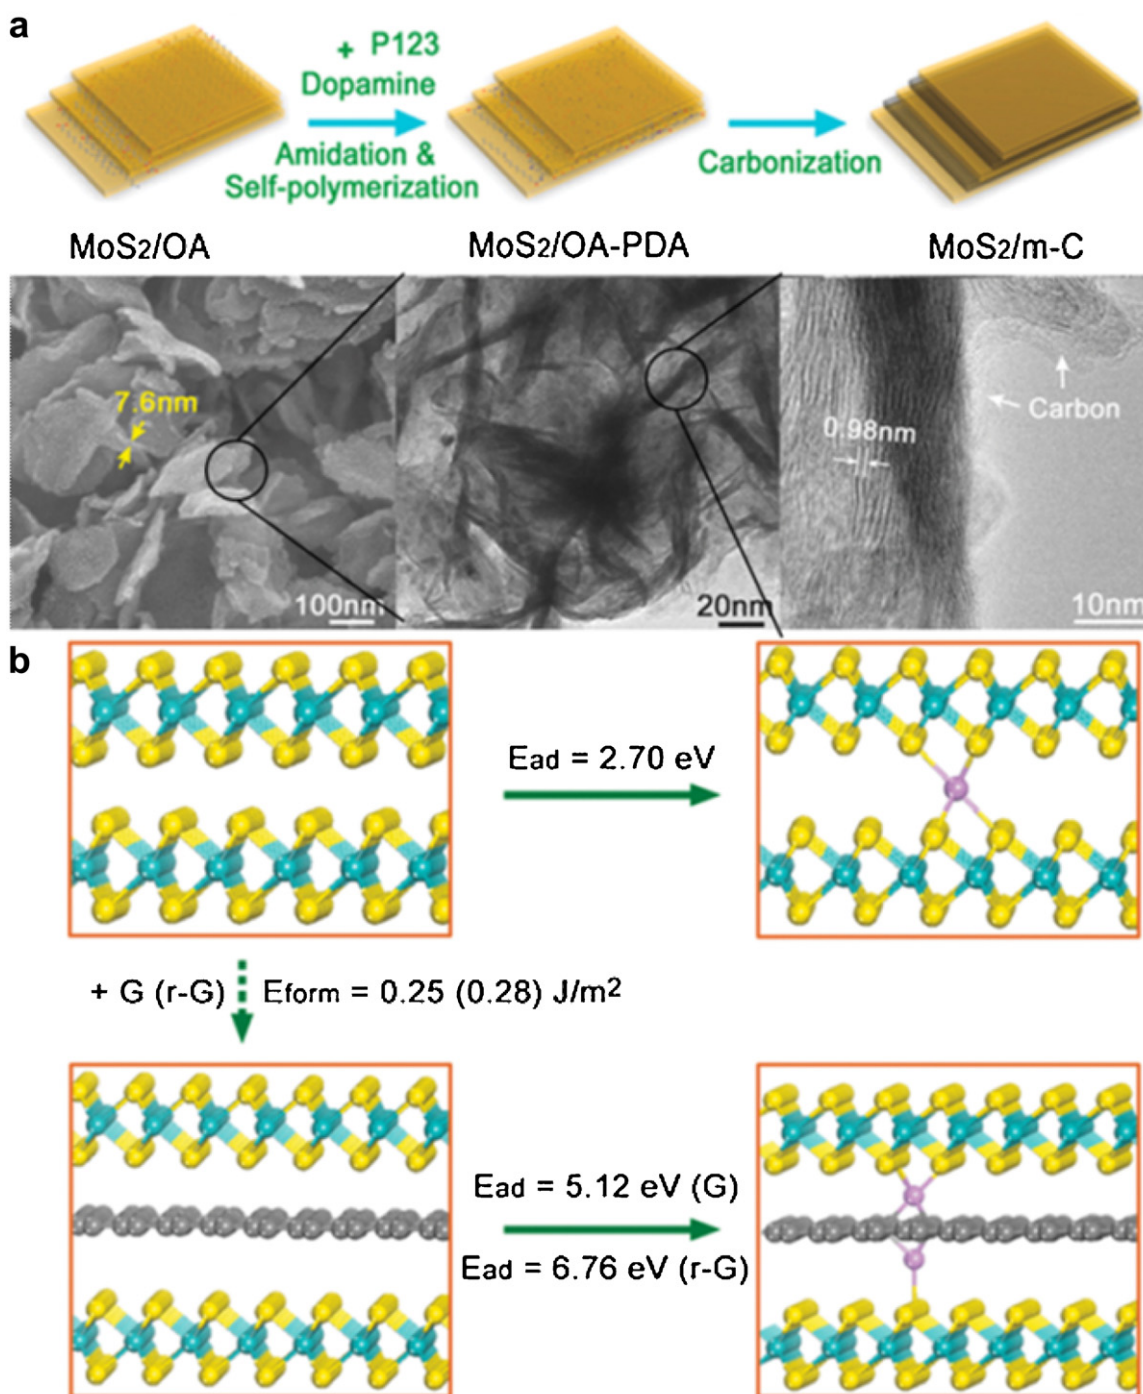 a
+ P123
Dopamine
Amidation &
Self-polymerization
Carbonization
MoS2/OA
MoS2/OA-PDA
MoS2/m-C
7.6nm
100nm
20nm
0.98nm
Carbon
10nm
b
Ead = 2.70 eV
+ G (r-G)
Eform = 0.25 (0.28) J/m²
Ead = 5.12 eV (G)
Ead = 6.76 eV (r-G)